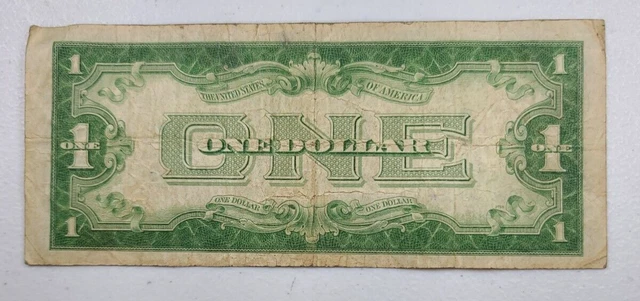 1 1
THE UNITED STATES OF AMERICA
ONE
1 ONE ONE DOLLAR 1 ONE
ONE DOLLAR ONE DOLLAR
1 1